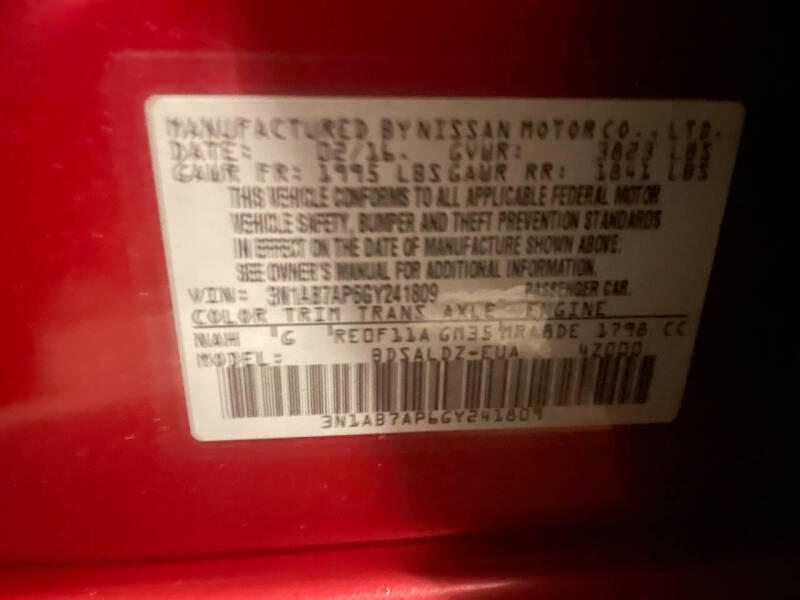 MANUFACTURED BY NISSAN MOTOR CO., LTD.
DATE: 02/16. GVWR: 3823 LBS
GAWR FR: 1995 LBS GAWR RR: 1841 LBS
THIS VEHICLE CONFORMS TO ALL APPLICABLE FEDERAL MOTOR
VEHICLE SAFETY, BUMPER AND THEFT PREVENTION STANDARDS
IN EFFECT ON THE DATE OF MANUFACTURE SHOWN ABOVE.
SEE OWNER'S MANUAL FOR ADDITIONAL INFORMATION.
VIN: 3N1AB7AP6GY241809 PASSENGER CAR.
COLOR TRIM TRANS AXLE ENGINE
NAH G RE0F11A GM35 MRA8DE 1798 CC
MODEL: BDSALDZ-EUA 4Z000
3N1AB7AP6GY241809